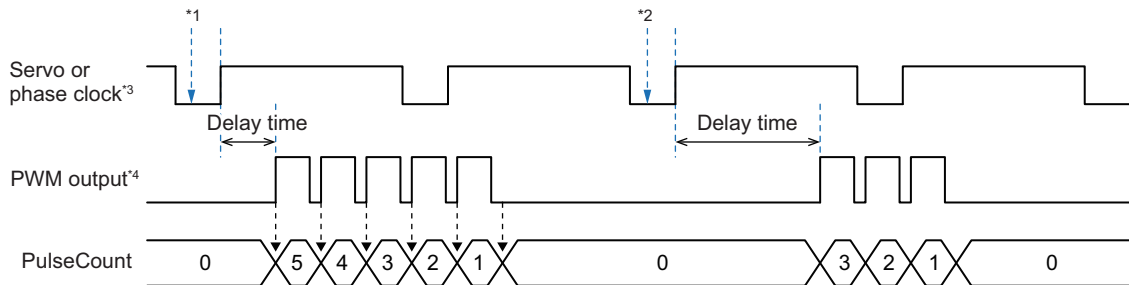 *1 *2
Servo or
phase clock*3
Delay time Delay time
PWM output*4
PulseCount 0 5 4 3 2 1 0 3 2 1 0